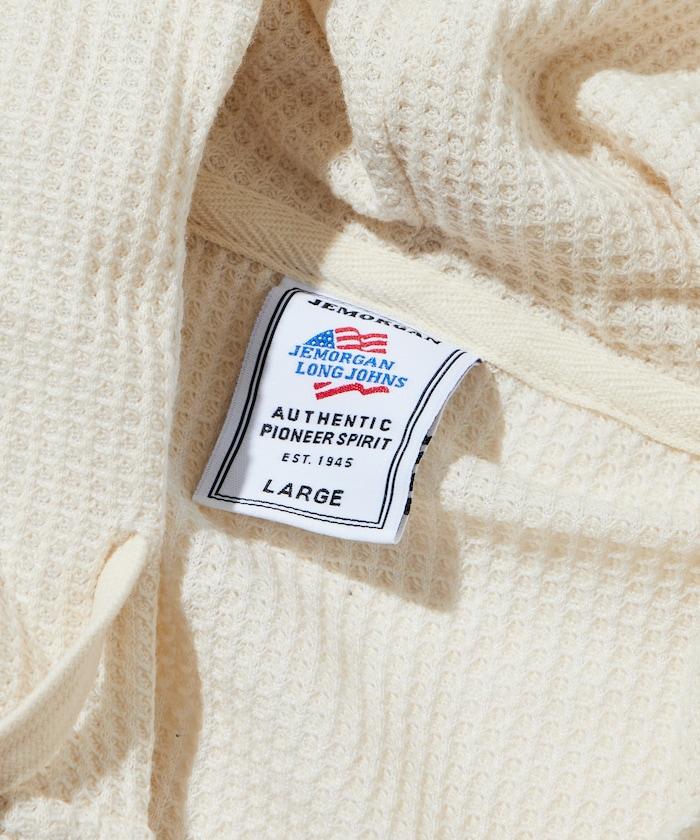 JEMORGAN
JEMORGAN
LONG JOHNS
AUTHENTIC
PIONEER SPIRIT
EST. 1945
LARGE